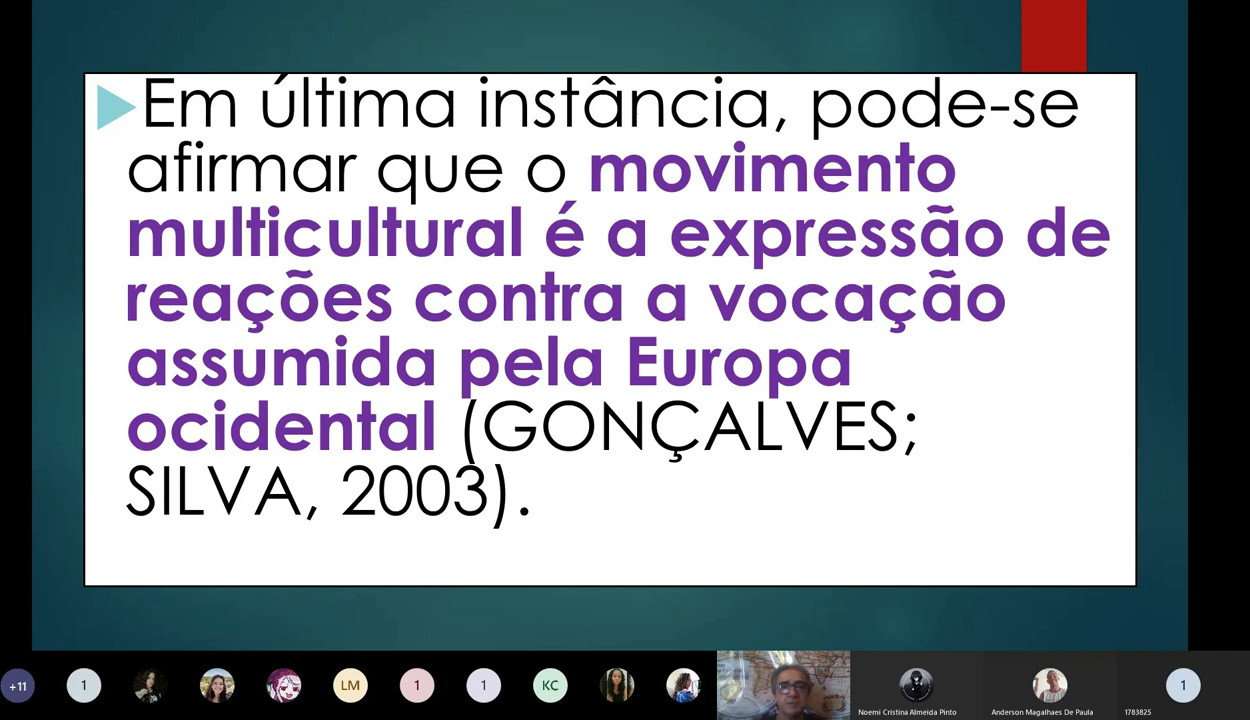 Em última instância, pode-se
afirmar que o movimento
multicultural é a expressão de
reações contra a vocação
assumida pela Europa
ocidental (GONÇALVES;
SILVA, 2003).
+11
1
LM
1
1
KC
Noemi Cristina Almeida Pinto
Anderson Magalhaes De Paula
1783825
1